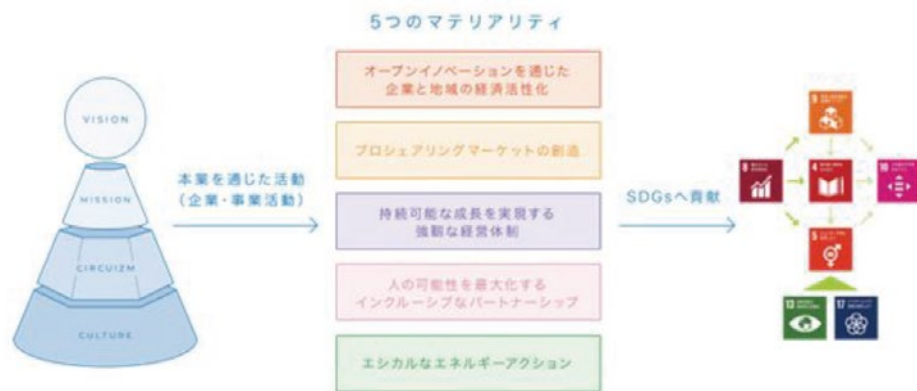 5つのマテリアリティ
VISION
MISSION
CIRCUIZM
CULTURE
本業を通じた活動
(企業・事業活動)
オープンイノベーションを通じた
企業と地域の経済活性化
プロシェアリングマーケットの創造
持続可能な成長を実現する
強靭な経営体制
人の可能性を最大化する
インクルーシブなパートナーシップ
エシカルなエネルギーアクション
SDGsへ貢献
9
8
4
10
5
13
17